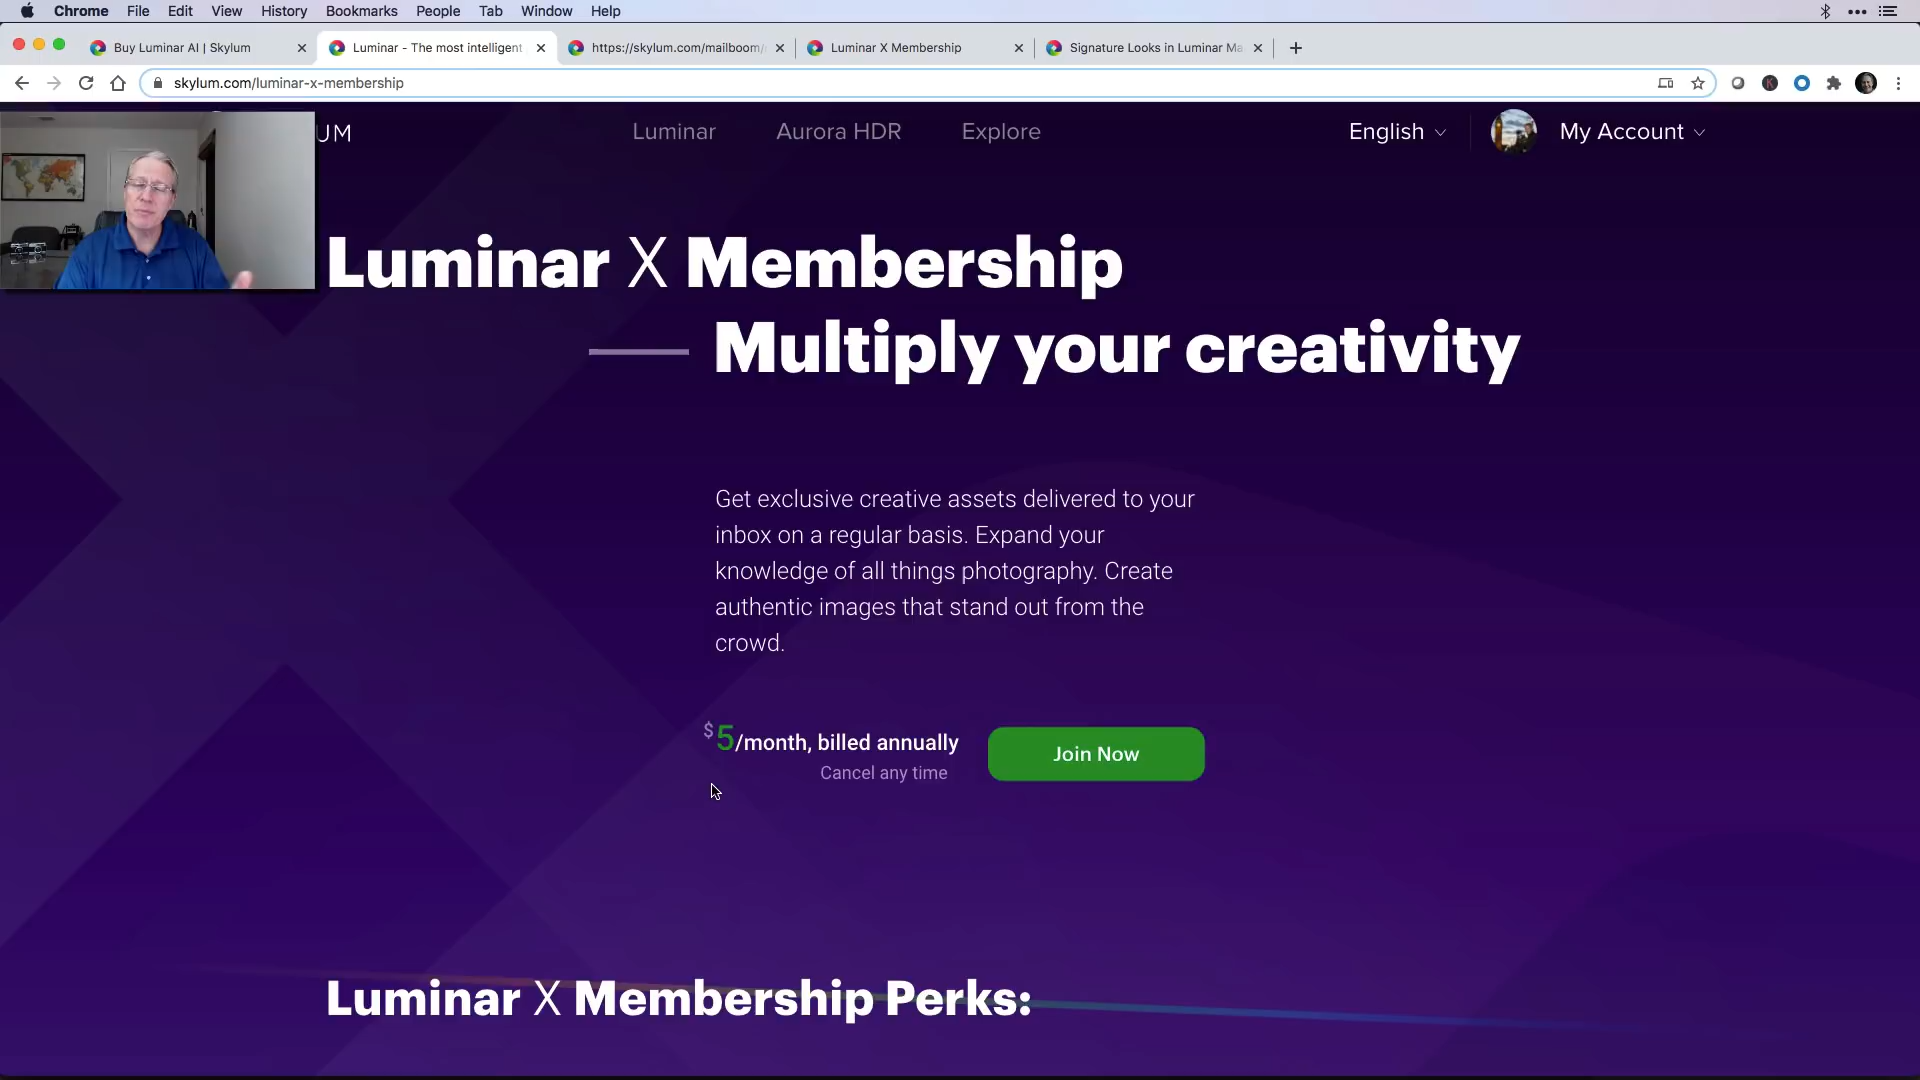 Chrome File Edit View History Bookmarks People Tab Window Help
Buy Luminar AI | Skylum
Luminar - The most intelligent
https://skylum.com/mailboom/
Luminar X Membership
Signature Looks in Luminar Ma
skylum.com/luminar-x-membership
UM
Luminar
Aurora HDR
Explore
English
My Account
Luminar X Membership
Multiply your creativity
Get exclusive creative assets delivered to your
inbox on a regular basis. Expand your
knowledge of all things photography. Create
authentic images that stand out from the
crowd.
$5/month, billed annually
Cancel any time
Join Now
Luminar X Membership Perks: